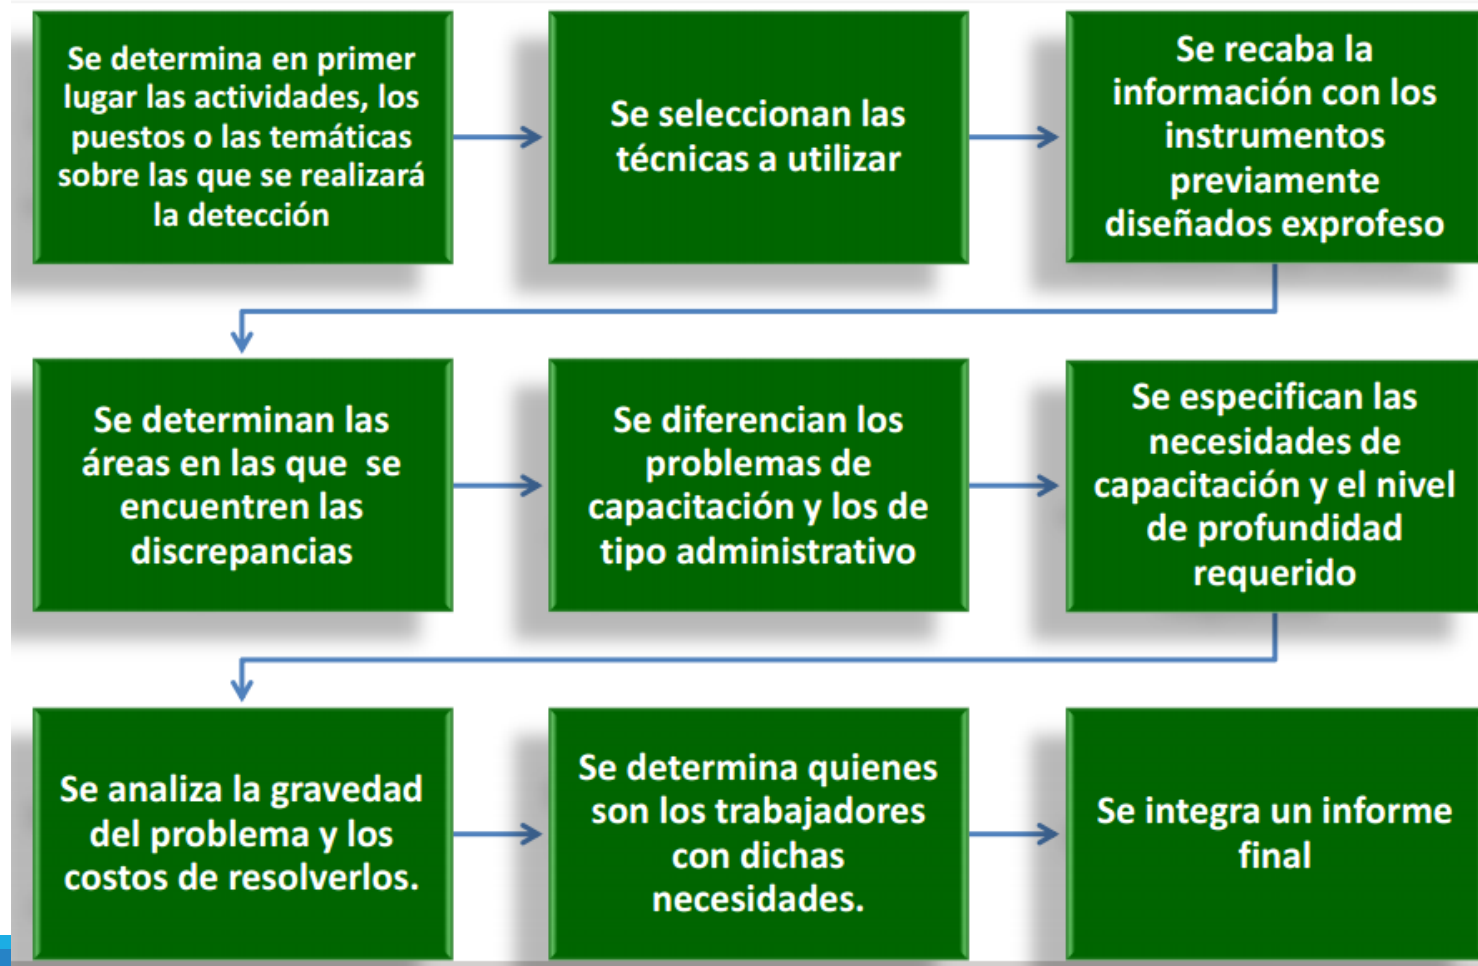 Se determina en primer
lugar las actividades, los
puestos o las temáticas
sobre las que se realizará
la detección
Se seleccionan las
técnicas a utilizar
Se recaba la
información con los
instrumentos
previamente
diseñados exprofeso
Se determinan las
áreas en las que se
encuentren las
discrepancias
Se diferencian los
problemas de
capacitación y los de
tipo administrativo
Se especifican las
necesidades de
capacitación y el nivel
de profundidad
requerido
Se analiza la gravedad
del problema y los
costos de resolverlos.
Se determina quienes
son los trabajadores
con dichas
necesidades.
Se integra un informe
final